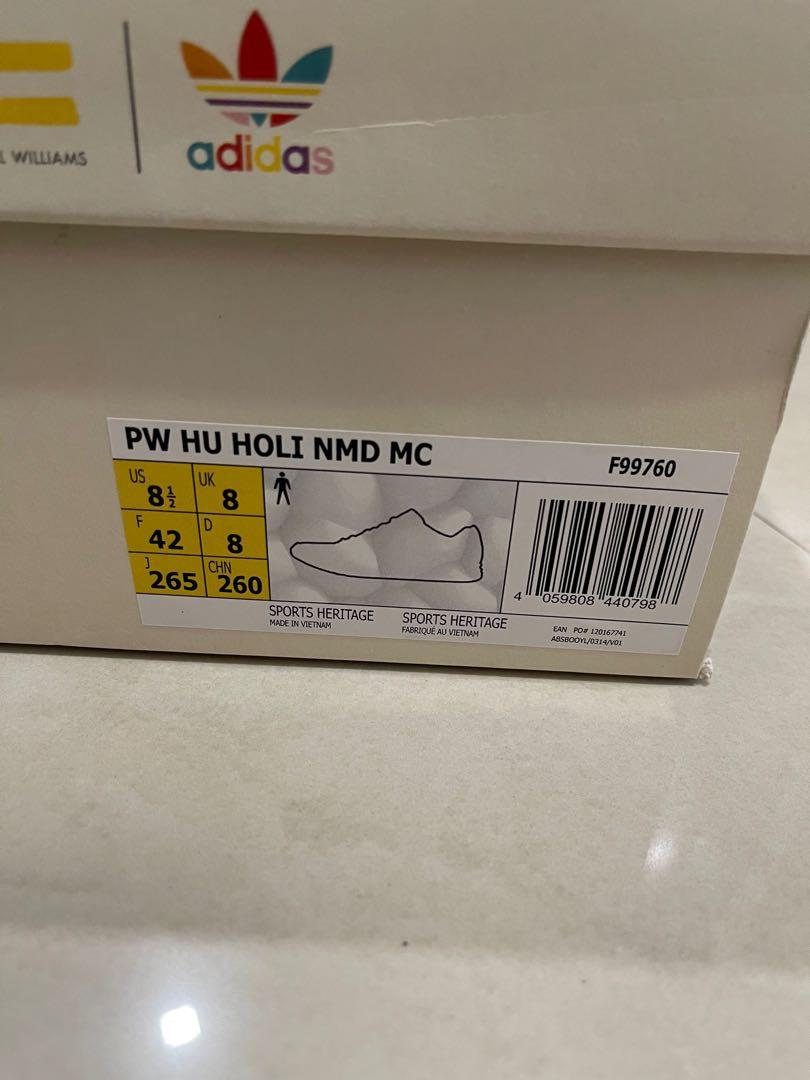 L WILLIAMS
adidas
PW HU HOLI NMD MC
F99760
US 8½ UK 8
F 42 D 8
J 265 CHN 260
4 059808 440798
SPORTS HERITAGE
MADE IN VIETNAM
SPORTS HERITAGE
FABRIQUÉ AU VIETNAM
EAN PO# 120167741
ABSBOOYL/0314/V01